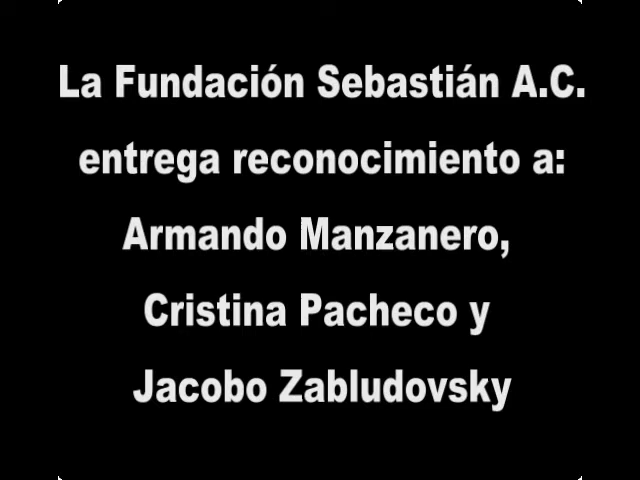 La Fundación Sebastián A.C.
entrega reconocimiento a:
Armando Manzanero,
Cristina Pacheco y
Jacobo Zabludovsky